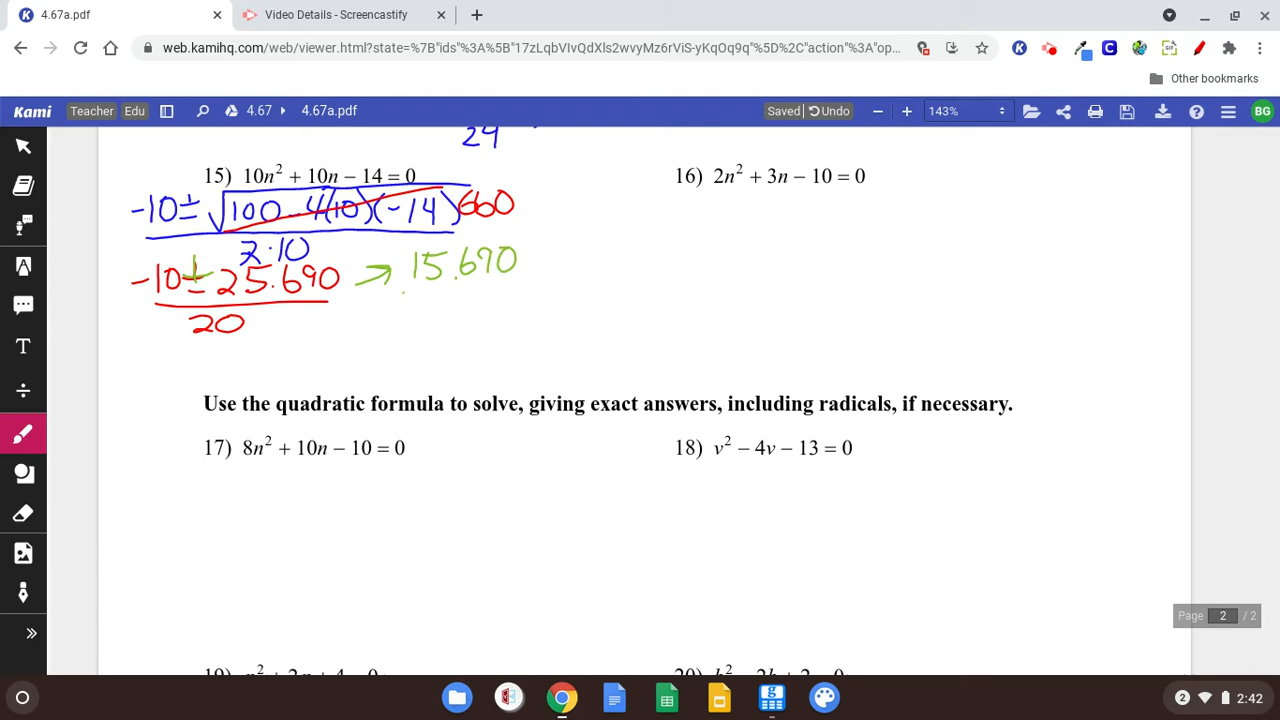 4.67a.pdf
Video Details - Screencastify
web.kamihq.com/web/viewer.html?state=%7B"ids"%3A%5B"17zLqbVIvQdXls2wvyMz6rViS-yKqOq9q"%5D%2C"action"%3A"op...
Other bookmarks
Kami Teacher Edu 4.67 4.67a.pdf Saved Undo 143% BG
24
15) 10n² + 10n − 14 = 0
16) 2n² + 3n − 10 = 0
-10 ± √100 - 4(10)(-14) 660
2·10
-10 ± 25.690 → 15.690
20
Use the quadratic formula to solve, giving exact answers, including radicals, if necessary.
17) 8n² + 10n − 10 = 0
18) v² − 4v − 13 = 0
Page 2 / 2
2 2:42